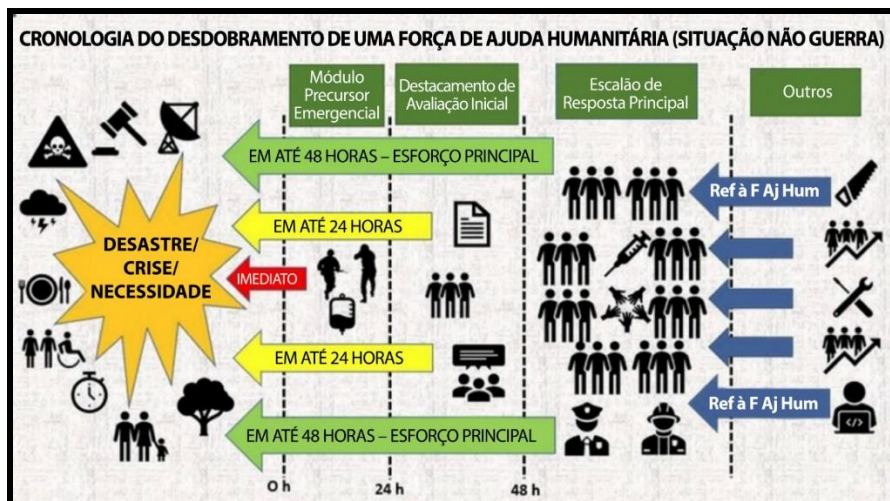 CRONOLOGIA DO DESDOBRAMENTO DE UMA FORÇA DE AJUDA HUMANITÁRIA (SITUAÇÃO NÃO GUERRA)
Módulo
Precursor
Emergencial
Destacamento de
Avaliação Inicial
Escalão de
Resposta Principal
Outros
EM ATÉ 48 HORAS – ESFORÇO PRINCIPAL
Ref à F Aj Hum
EM ATÉ 24 HORAS
DESASTRE/
CRISE/
NECESSIDADE
IMEDIATO
EM ATÉ 24 HORAS
Ref à F Aj Hum
EM ATÉ 48 HORAS – ESFORÇO PRINCIPAL
0 h
24 h
48 h